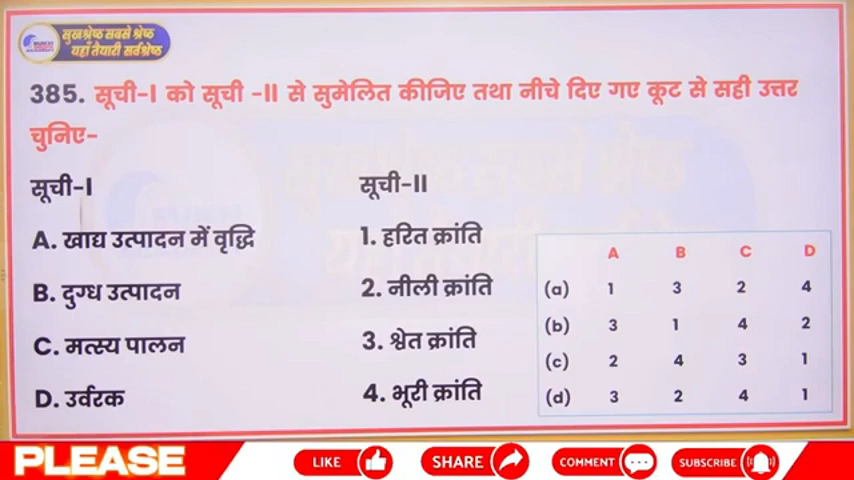 सुखश्रेष्ठ सबसे श्रेष्ठ
यहाँ तैयारी सर्वश्रेष्ठ
385. सूची-I को सूची -II से सुमेलित कीजिए तथा नीचे दिए गए कूट से सही उत्तर
चुनिए-
सूची-I सूची-II
A. खाद्य उत्पादन में वृद्धि 1. हरित क्रांति
B. दुग्ध उत्पादन 2. नीली क्रांति
C. मत्स्य पालन 3. श्वेत क्रांति
D. उर्वरक 4. भूरी क्रांति
A B C D
(a) 1 3 2 4
(b) 3 1 4 2
(c) 2 4 3 1
(d) 3 2 4 1
PLEASE LIKE SHARE COMMENT SUBSCRIBE